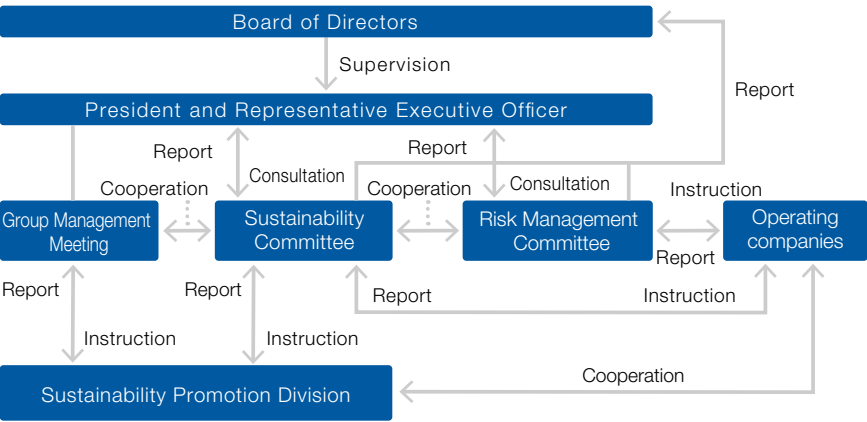 Board of Directors
Supervision
Report
President and Representative Executive Officer
Report
Report
Consultation
Consultation
Cooperation
Cooperation
Instruction
Group Management
Meeting
Sustainability
Committee
Risk Management
Committee
Operating
companies
Report
Report
Report
Report
Instruction
Instruction
Instruction
Cooperation
Sustainability Promotion Division